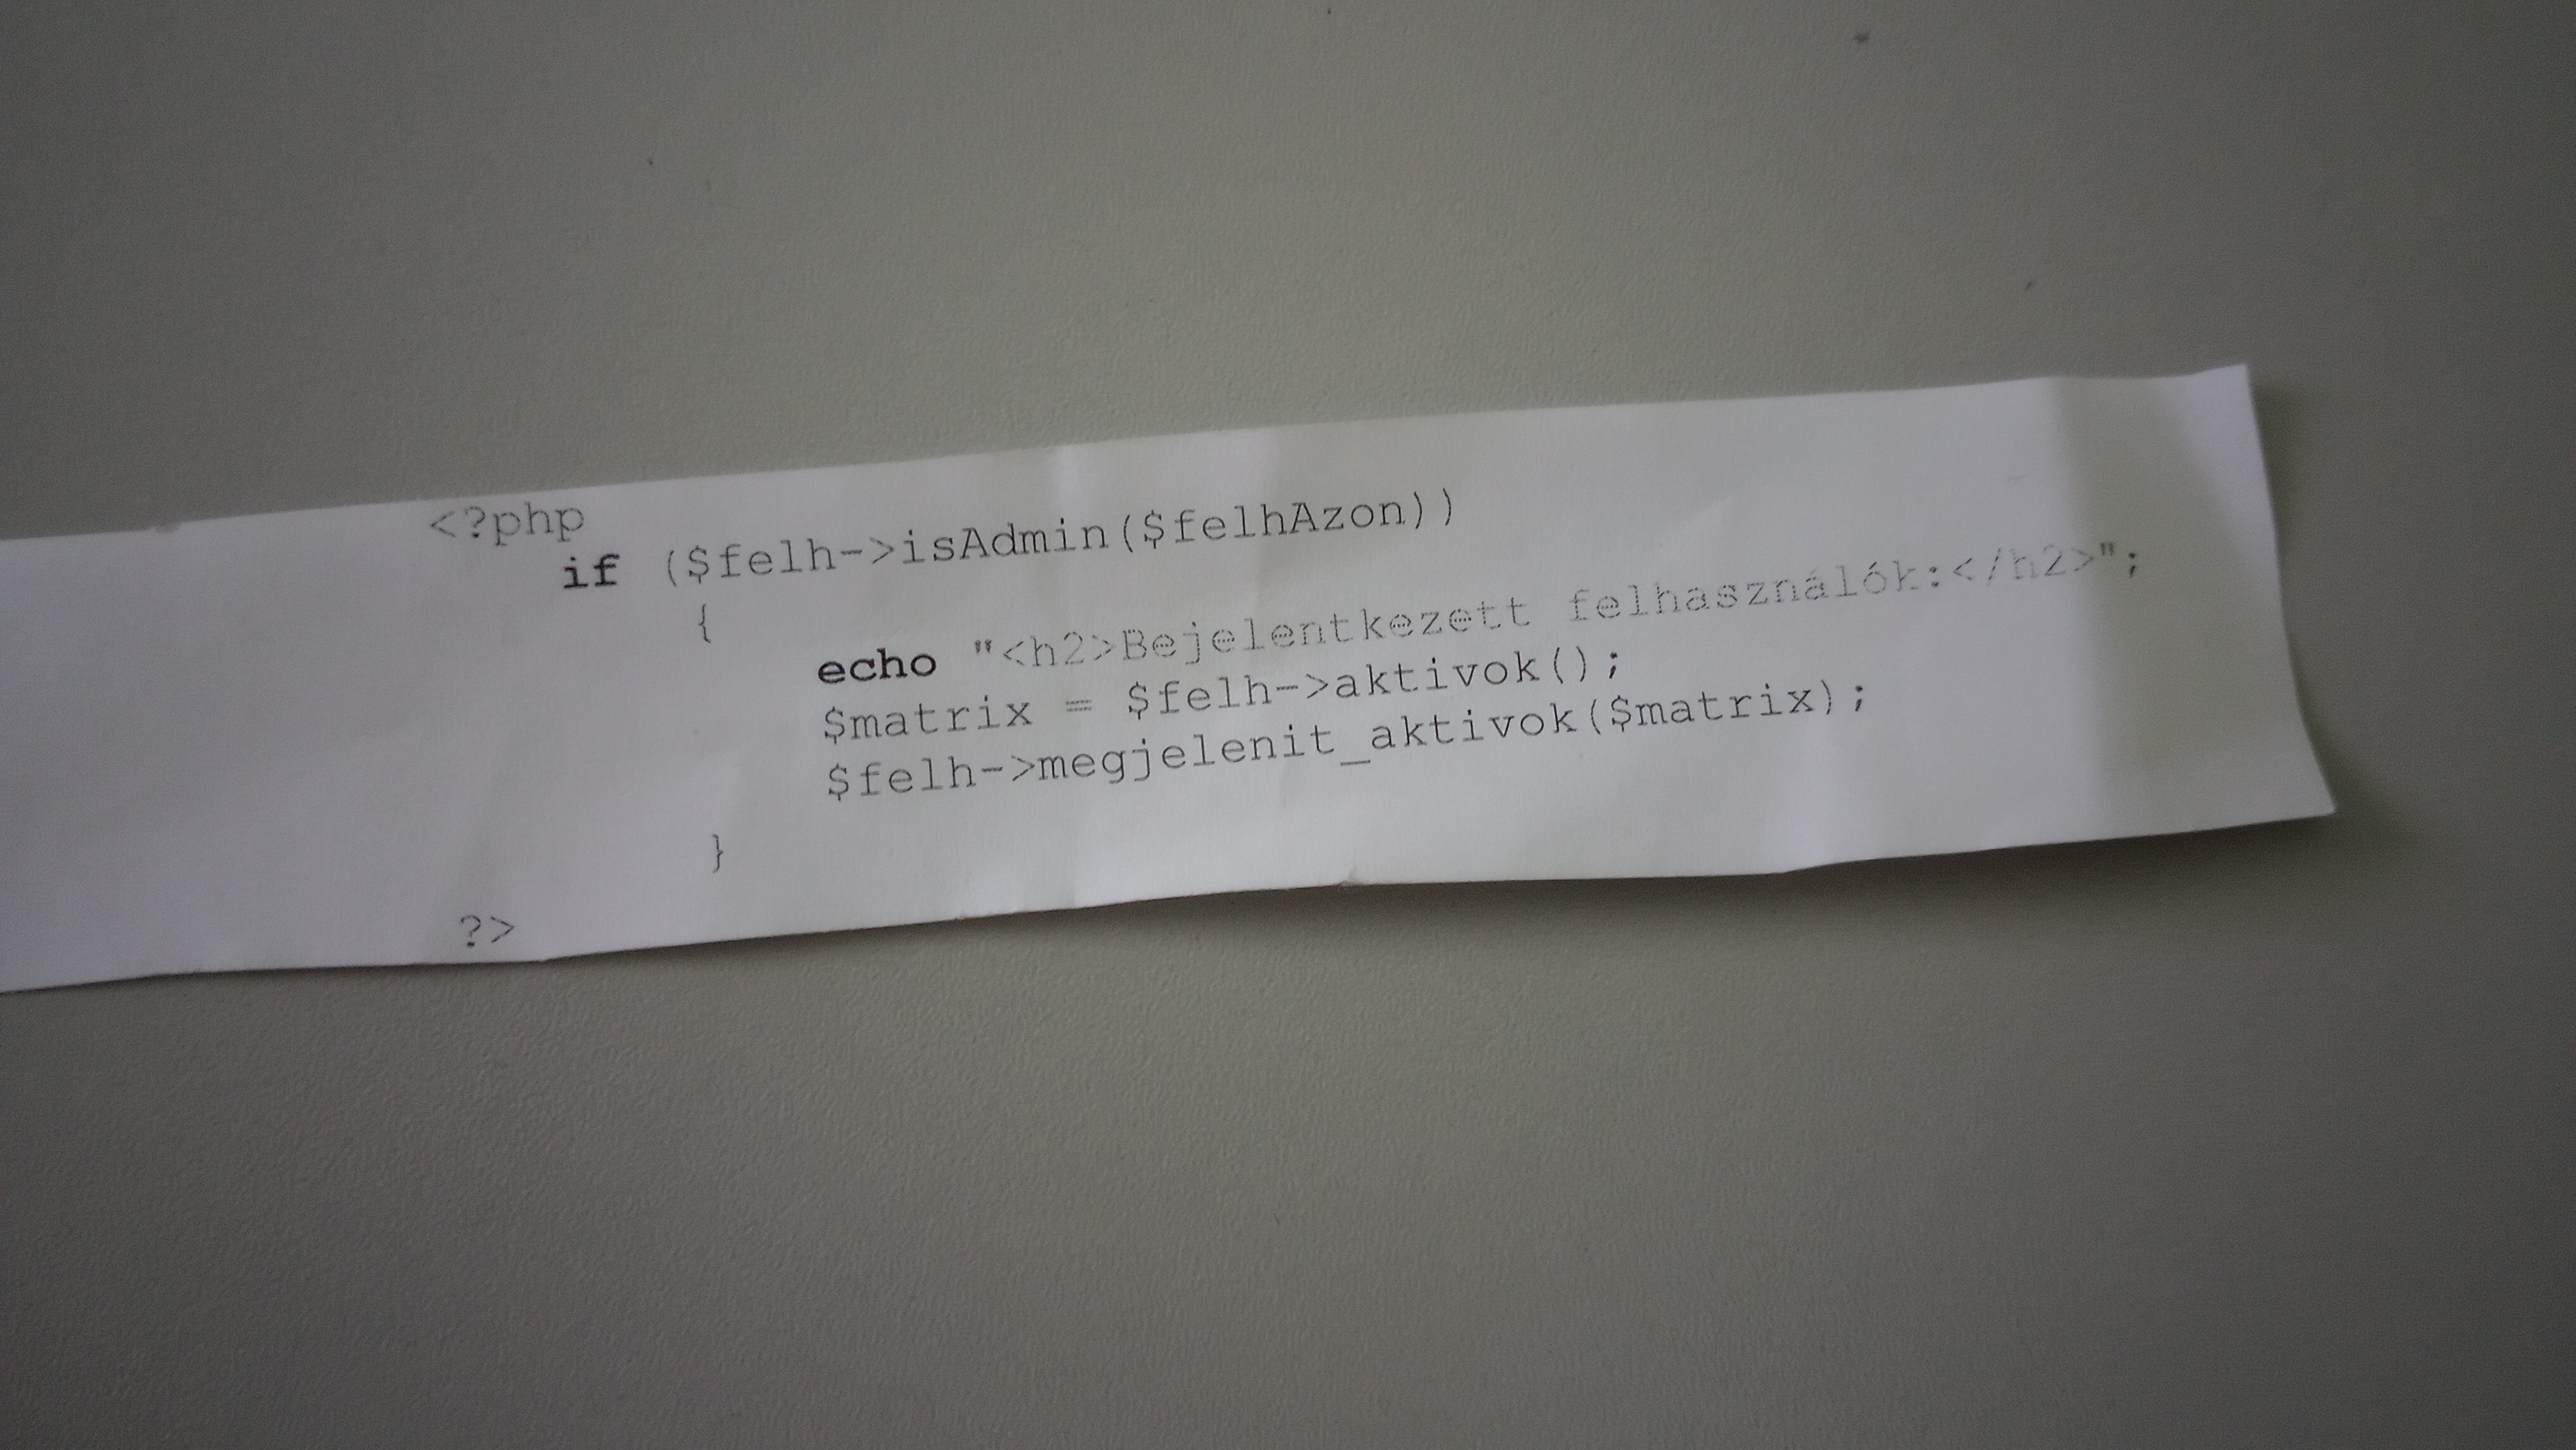 <?php
if ($felh->isAdmin($felhAzon))
{
echo "<h2>Bejelentkezett felhasználók:</h2>";
$matrix = $felh->aktivok();
$felh->megjelenit_aktivok($matrix);
}
?>